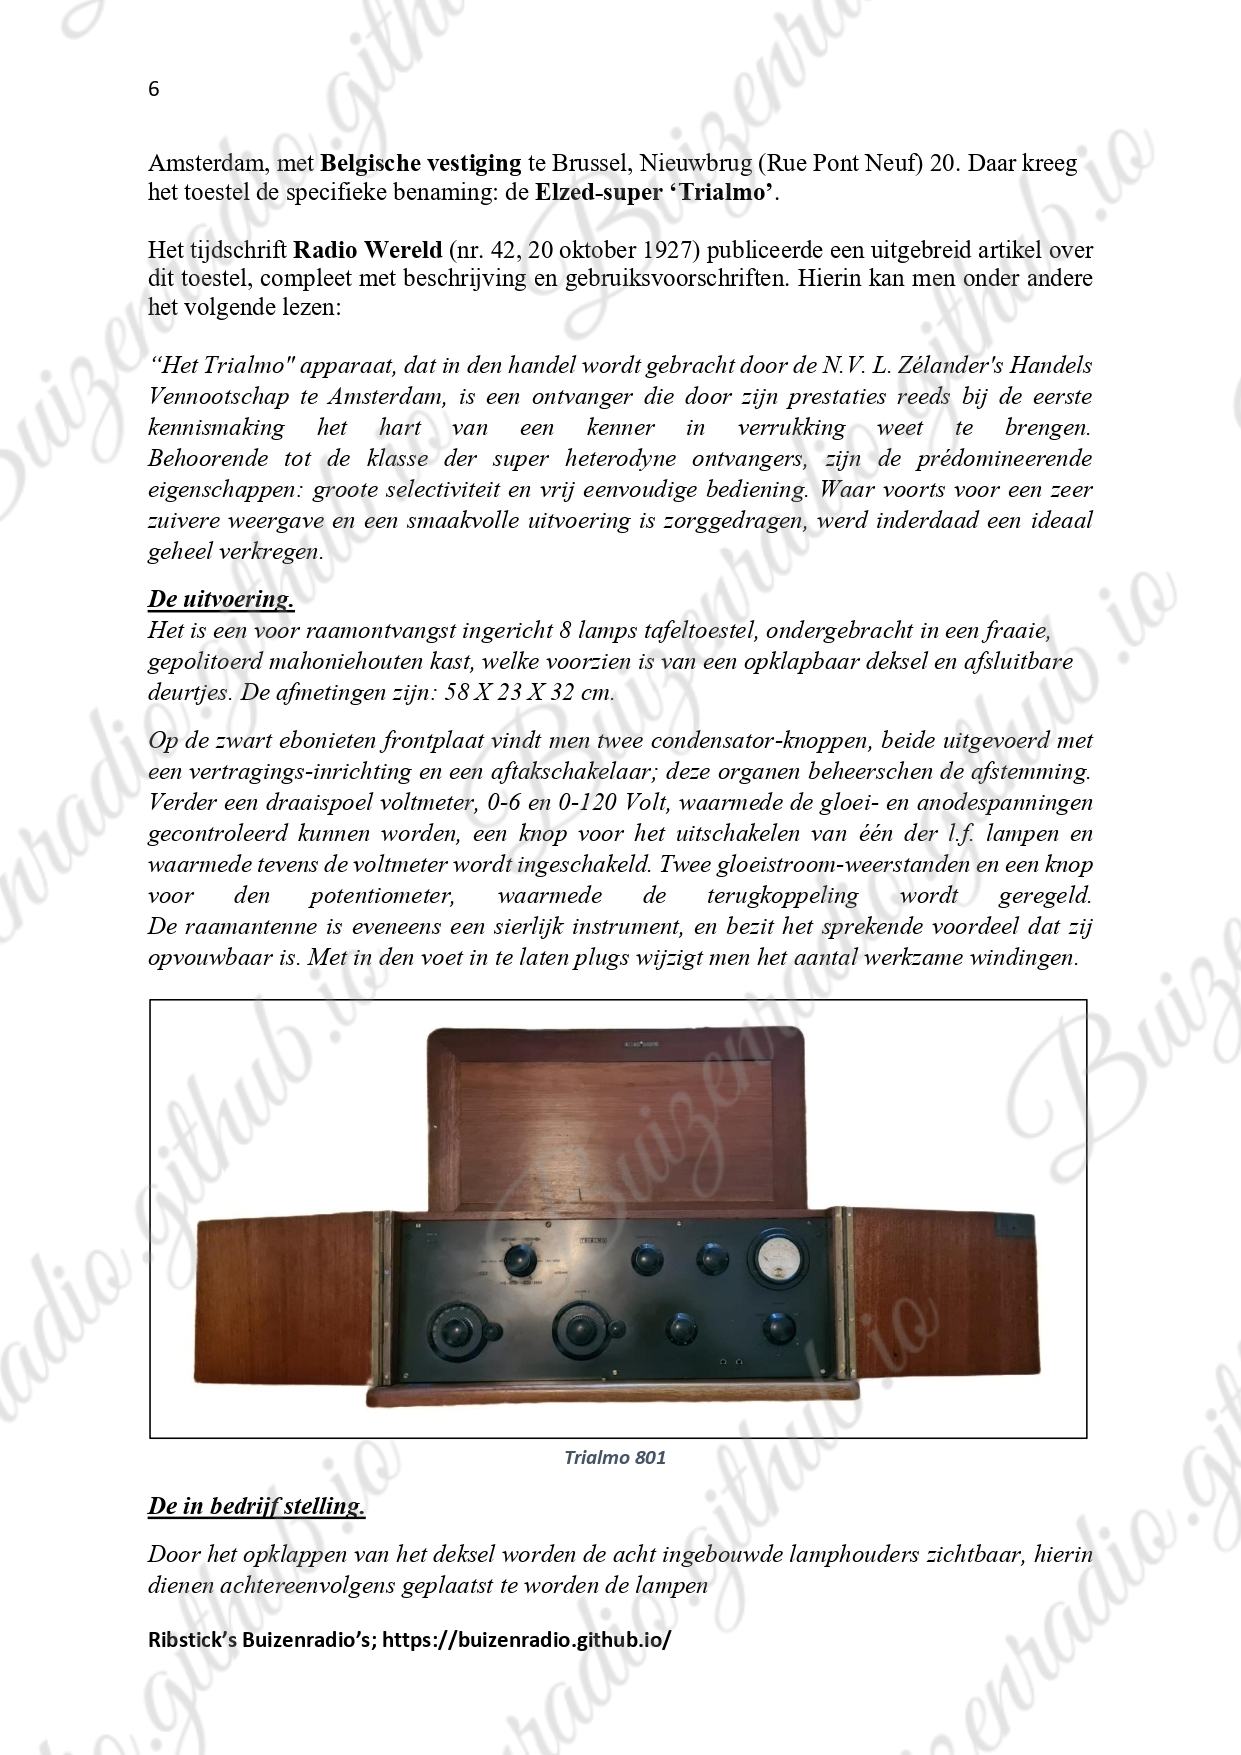 6
Amsterdam, met Belgische vestiging te Brussel, Nieuwbrug (Rue Pont Neuf) 20. Daar kreeg
het toestel de specifieke benaming: de Elzed-super ‘Trialmo’.
Het tijdschrift Radio Wereld (nr. 42, 20 oktober 1927) publiceerde een uitgebreid artikel over
dit toestel, compleet met beschrijving en gebruiksvoorschriften. Hierin kan men onder andere
het volgende lezen:
“Het Trialmo" apparaat, dat in den handel wordt gebracht door de N.V. L. Zélander's Handels
Vennootschap te Amsterdam, is een ontvanger die door zijn prestaties reeds bij de eerste
kennismaking het hart van een kenner in verrukking weet te brengen.
Behoorende tot de klasse der super heterodyne ontvangers, zijn de prédomineerende
eigenschappen: groote selectiviteit en vrij eenvoudige bediening. Waar voorts voor een zeer
zuivere weergave en een smaakvolle uitvoering is zorggedragen, werd inderdaad een ideaal
geheel verkregen.
De uitvoering.
Het is een voor raamontvangst ingericht 8 lamps tafeltoestel, ondergebracht in een fraaie,
gepolitoerd mahoniehouten kast, welke voorzien is van een opklapbaar deksel en afsluitbare
deurtjes. De afmetingen zijn: 58 X 23 X 32 cm.
Op de zwart ebonieten frontplaat vindt men twee condensator-knoppen, beide uitgevoerd met
een vertragings-inrichting en een aftakschakelaar; deze organen beheerschen de afstemming.
Verder een draaispoel voltmeter, 0-6 en 0-120 Volt, waarmede de gloei- en anodespanningen
gecontroleerd kunnen worden, een knop voor het uitschakelen van één der l.f. lampen en
waarmede tevens de voltmeter wordt ingeschakeld. Twee gloeistroom-weerstanden en een knop
voor den potentiometer, waarmede de terugkoppeling wordt geregeld.
De raamantenne is eveneens een sierlijk instrument, en bezit het sprekende voordeel dat zij
opvouwbaar is. Met in den voet in te laten plugs wijzigt men het aantal werkzame windingen.
TRIALMO
Trialmo 801
De in bedrijf stelling.
Door het opklappen van het deksel worden de acht ingebouwde lamphouders zichtbaar, hierin
dienen achtereenvolgens geplaatst te worden de lampen
Ribstick’s Buizenradio’s; https://buizenradio.github.io/
Buizenradio.github.io